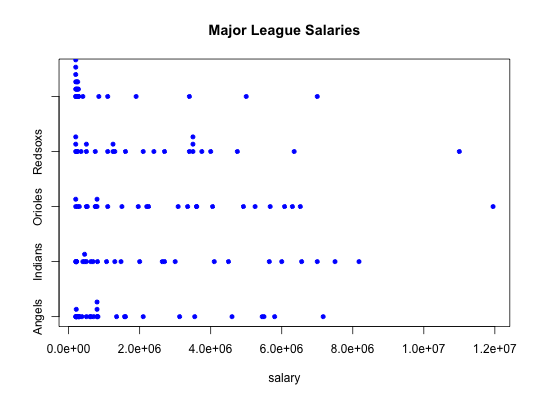 Major League Salaries
Redsoxs
Orioles
Indians
Angels
0.0e+00 2.0e+06 4.0e+06 6.0e+06 8.0e+06 1.0e+07 1.2e+07
salary